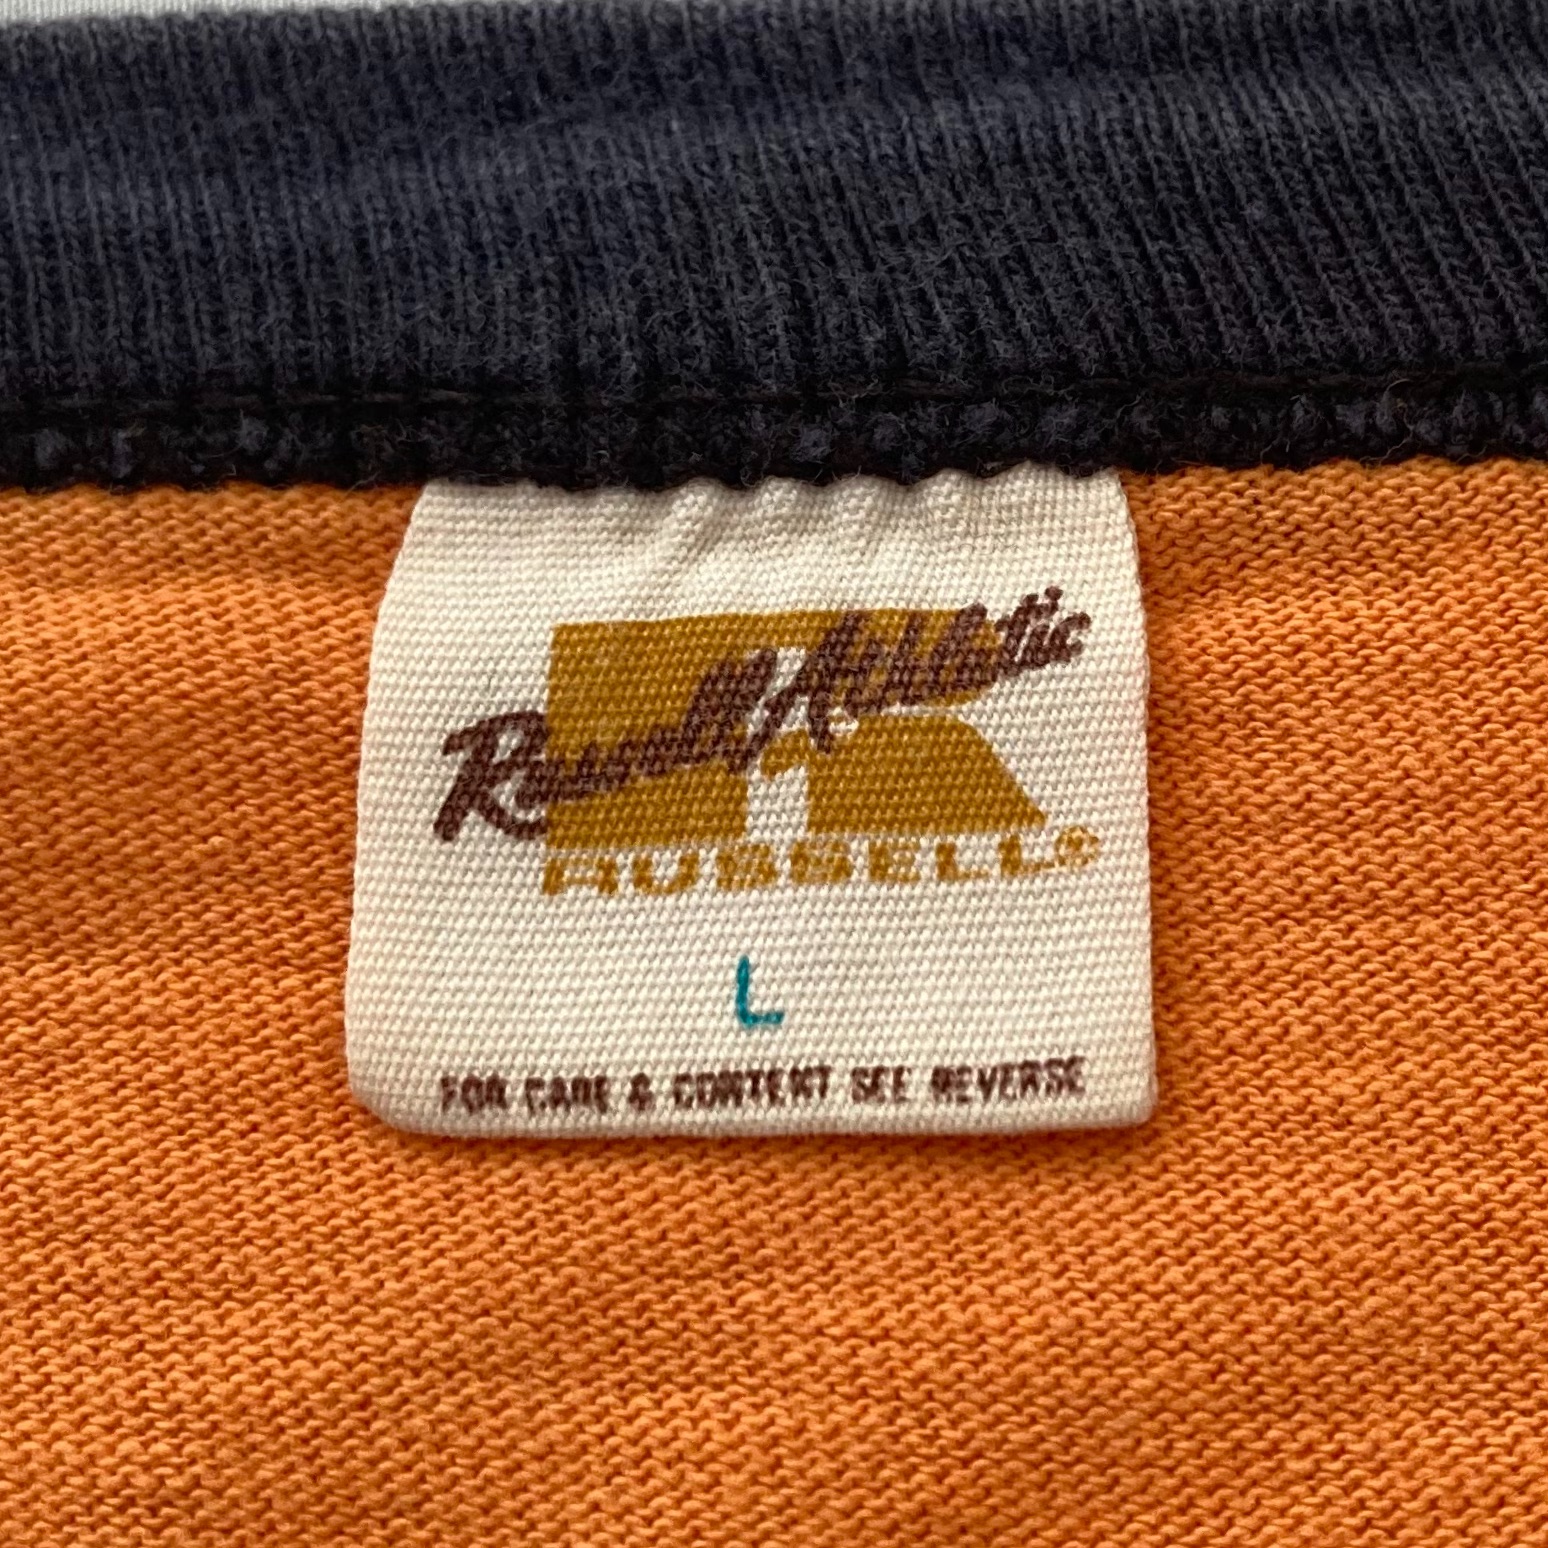 Russell Athletic
RUSSELL®
L
FOR CARE & CONTENT SEE REVERSE